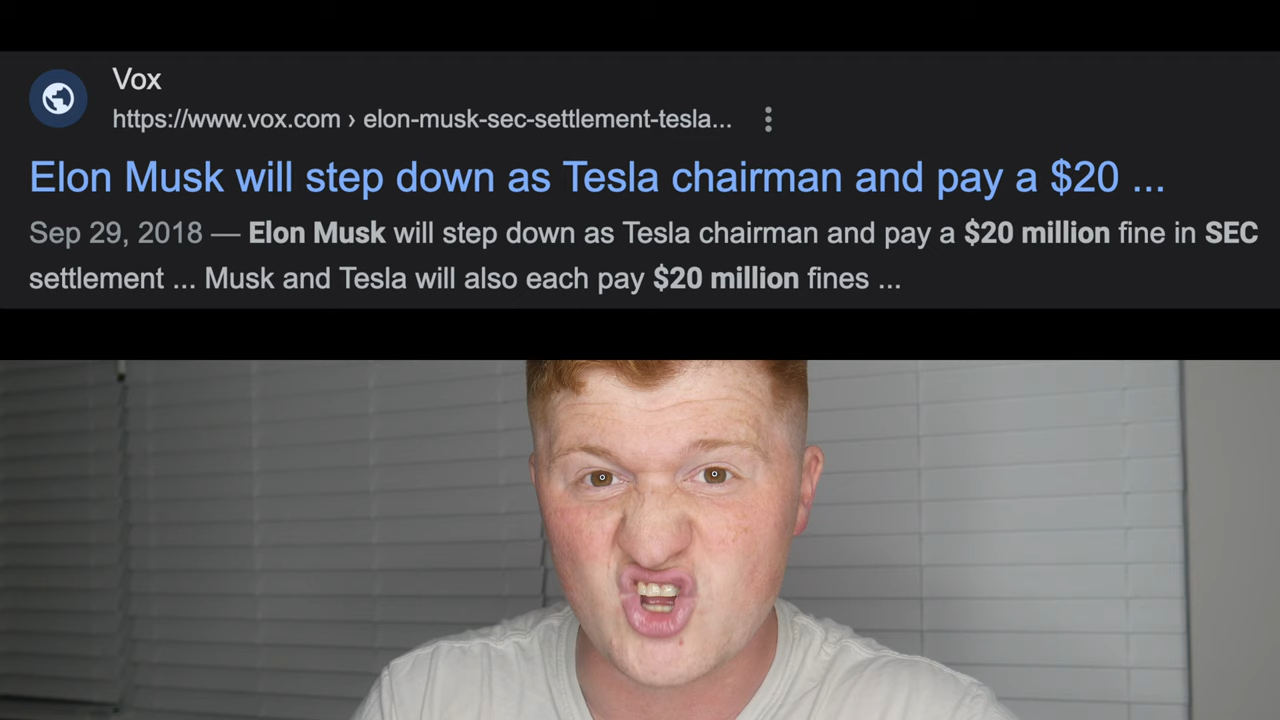 Vox
https://www.vox.com › elon-musk-sec-settlement-tesla...
Elon Musk will step down as Tesla chairman and pay a $20 ...
Sep 29, 2018 — Elon Musk will step down as Tesla chairman and pay a $20 million fine in SEC
settlement ... Musk and Tesla will also each pay $20 million fines ...